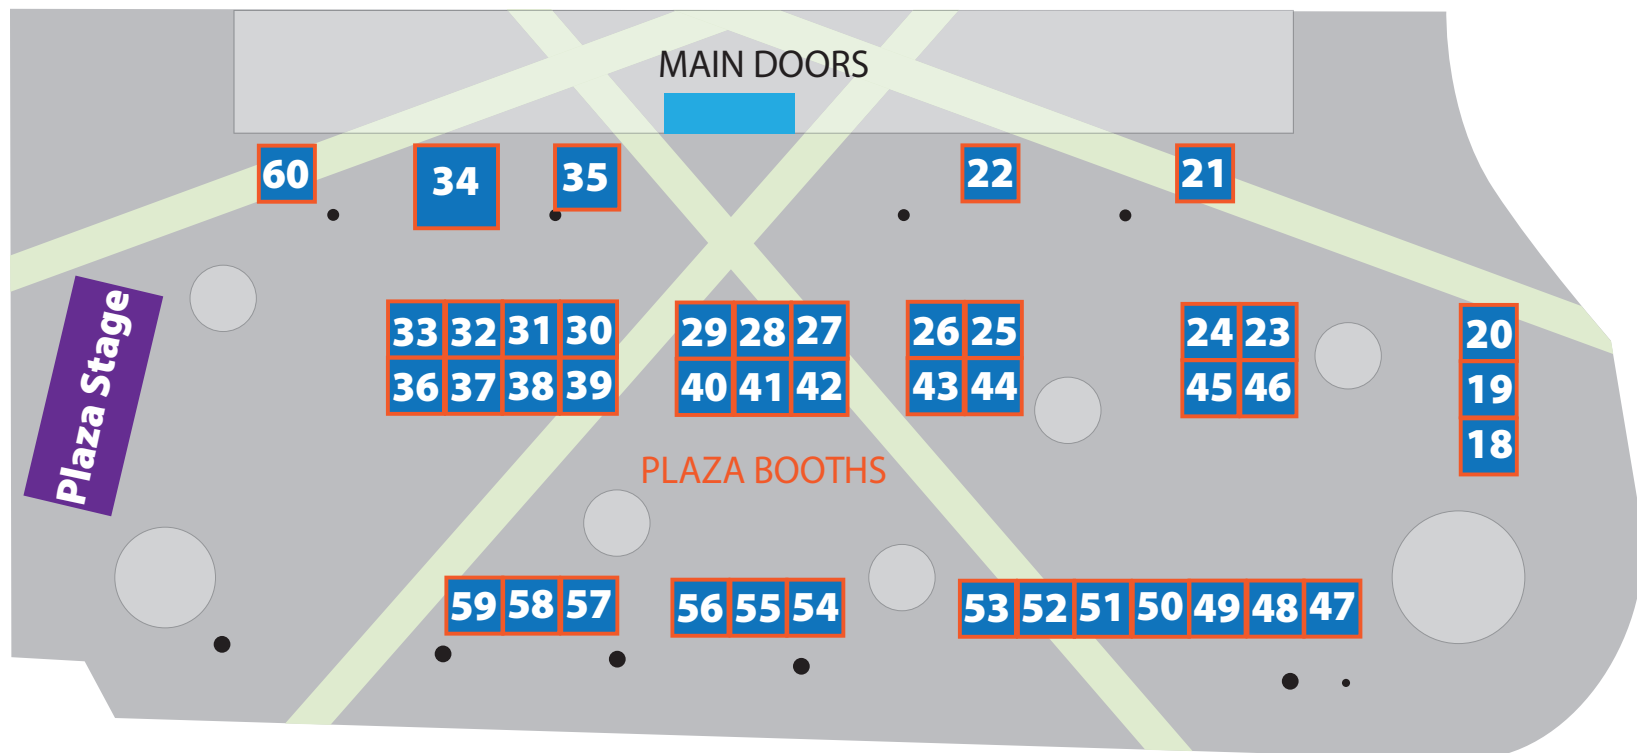 MAIN DOORS
60 34 35 22 21
Plaza Stage
33 32 31 30 29 28 27 26 25 24 23 20
36 37 38 39 40 41 42 43 44 45 46 19
18
PLAZA BOOTHS
59 58 57 56 55 54 53 52 51 50 49 48 47